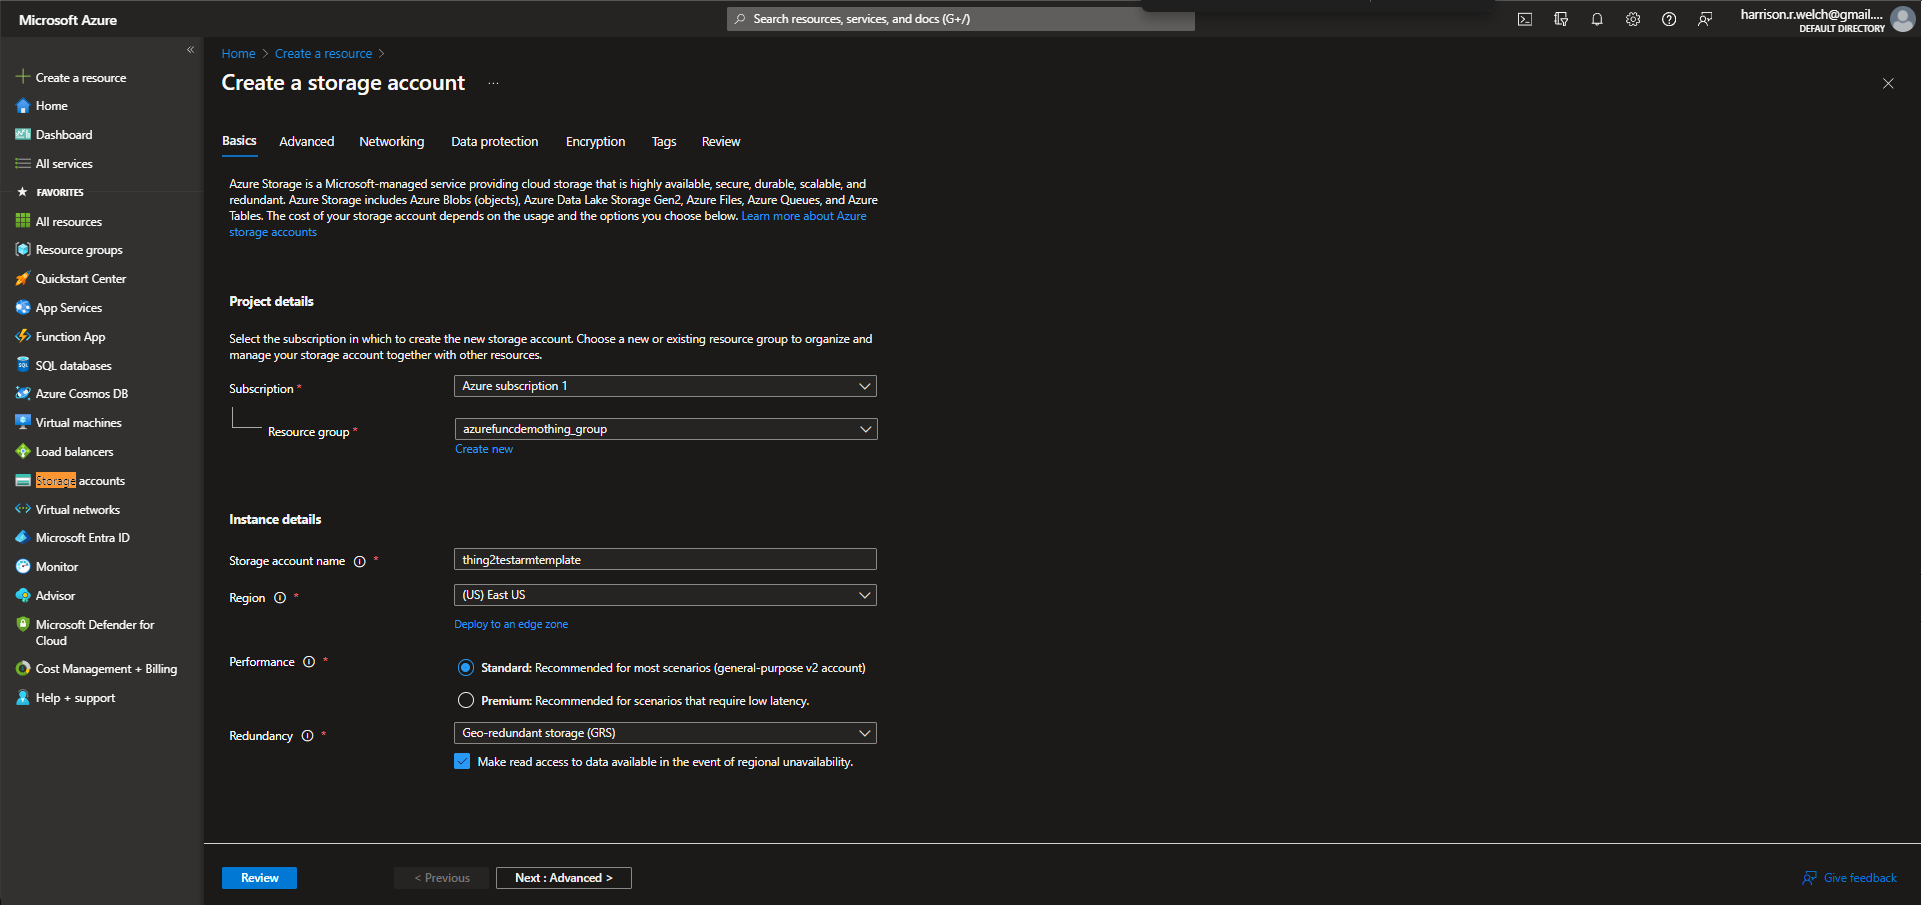 Microsoft Azure
Search resources, services, and docs (G+/)
harrison.r.welch@gmail....
DEFAULT DIRECTORY
«
Create a resource
Home
Dashboard
All services
FAVORITES
All resources
Resource groups
Quickstart Center
App Services
Function App
SQL databases
Azure Cosmos DB
Virtual machines
Load balancers
Storage accounts
Virtual networks
Microsoft Entra ID
Monitor
Advisor
Microsoft Defender for
Cloud
Cost Management + Billing
Help + support
Home > Create a resource >
Create a storage account ...
Basics Advanced Networking Data protection Encryption Tags Review
Azure Storage is a Microsoft-managed service providing cloud storage that is highly available, secure, durable, scalable, and
redundant. Azure Storage includes Azure Blobs (objects), Azure Data Lake Storage Gen2, Azure Files, Azure Queues, and Azure
Tables. The cost of your storage account depends on the usage and the options you choose below. Learn more about Azure
storage accounts
Project details
Select the subscription in which to create the new storage account. Choose a new or existing resource group to organize and
manage your storage account together with other resources.
Subscription * Azure subscription 1
Resource group * azurefuncdemothing_group
Create new
Instance details
Storage account name * thing2testarmtemplate
Region * (US) East US
Deploy to an edge zone
Performance * Standard: Recommended for most scenarios (general-purpose v2 account)
Premium: Recommended for scenarios that require low latency.
Redundancy * Geo-redundant storage (GRS)
Make read access to data available in the event of regional unavailability.
Review < Previous Next : Advanced > Give feedback